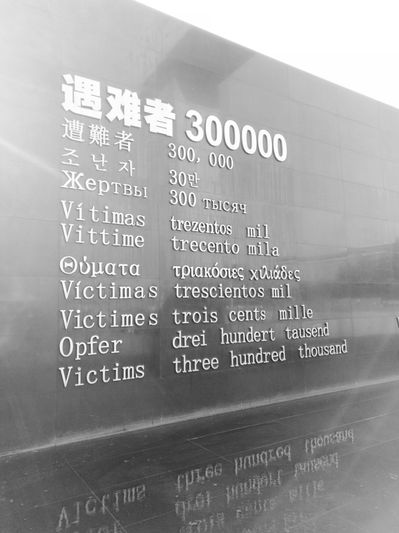 遇难者 300000
遭難者 300,000
조난자 30만
Жертвы 300 тысяч
Vítimas trezentos mil
Vittime trecento mila
Θύματα τριακόσιες χιλιάδες
Víctimas trescientos mil
Victimes trois cents mille
Opfer drei hundert tausend
Victims three hundred thousand